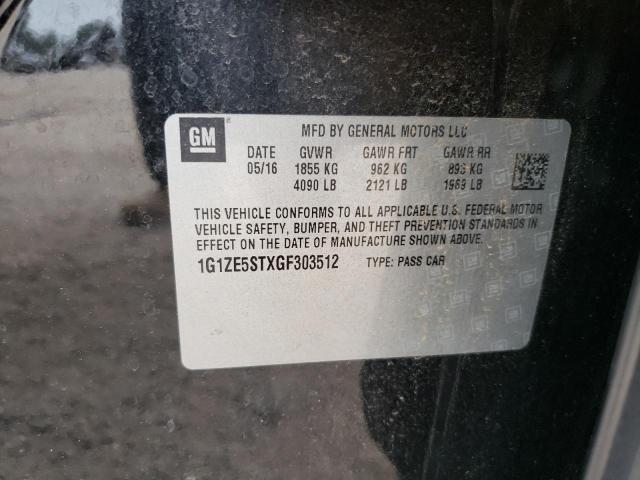 GM
MFD BY GENERAL MOTORS LLC
DATE GVWR GAWR FRT GAWR RR
05/16 1855 KG 962 KG 893 KG
4090 LB 2121 LB 1969 LB
THIS VEHICLE CONFORMS TO ALL APPLICABLE U.S. FEDERAL MOTOR
VEHICLE SAFETY, BUMPER, AND THEFT PREVENTION STANDARDS IN
EFFECT ON THE DATE OF MANUFACTURE SHOWN ABOVE.
1G1ZE5STXGF303512 TYPE: PASS CAR